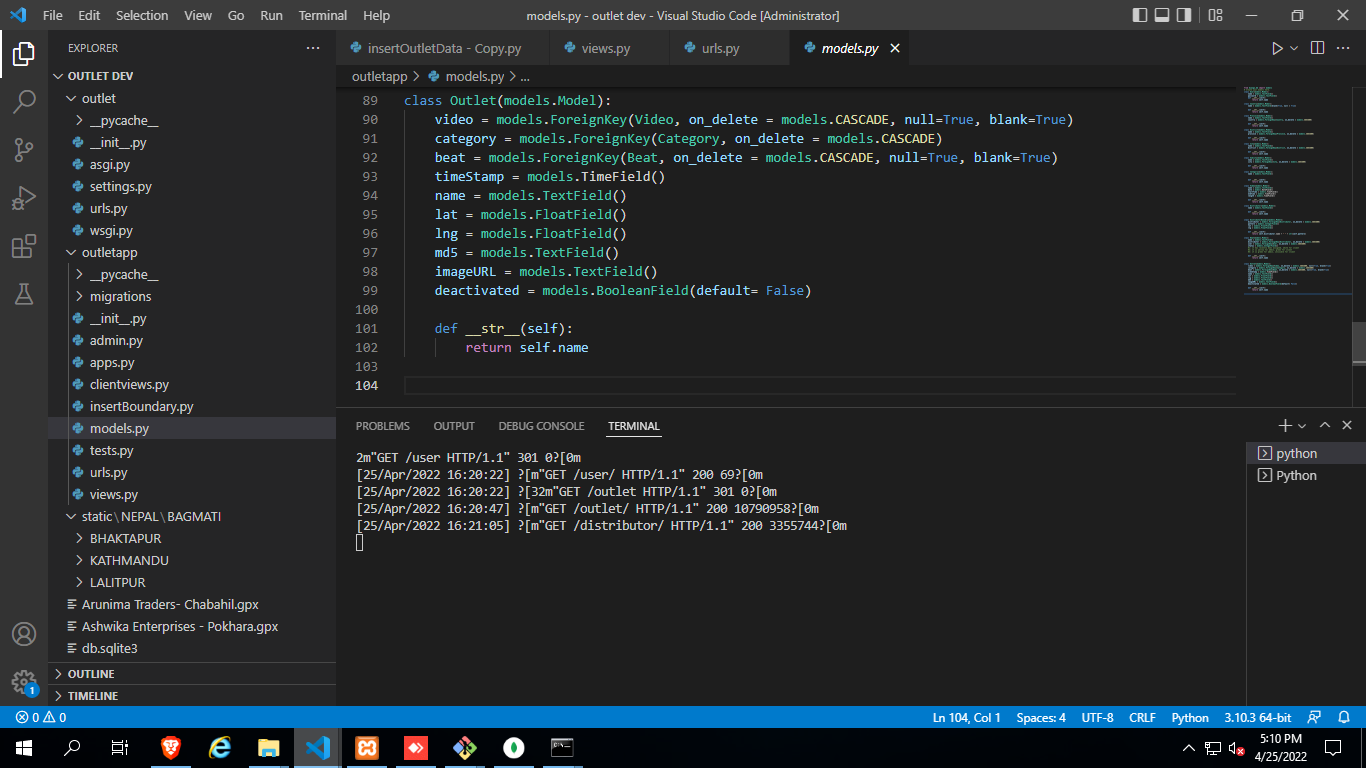 File Edit Selection View Go Run Terminal Help
models.py - outlet dev - Visual Studio Code [Administrator]
EXPLORER
OUTLET DEV
outlet
__pycache__
__init__.py
asgi.py
settings.py
urls.py
wsgi.py
outletapp
__pycache__
migrations
__init__.py
admin.py
apps.py
clientviews.py
insertBoundary.py
models.py
tests.py
urls.py
views.py
static\NEPAL\BAGMATI
BHAKTAPUR
KATHMANDU
LALITPUR
Arunima Traders- Chabahil.gpx
Ashwika Enterprises - Pokhara.gpx
db.sqlite3
OUTLINE
TIMELINE
1
insertOutletData - Copy.py views.py urls.py models.py
outletapp > models.py > ...
89 class Outlet(models.Model):
90 video = models.ForeignKey(Video, on_delete = models.CASCADE, null=True, blank=True)
91 category = models.ForeignKey(Category, on_delete = models.CASCADE)
92 beat = models.ForeignKey(Beat, on_delete = models.CASCADE, null=True, blank=True)
93 timeStamp = models.TimeField()
94 name = models.TextField()
95 lat = models.FloatField()
96 lng = models.FloatField()
97 md5 = models.TextField()
98 imageURL = models.TextField()
99 deactivated = models.BooleanField(default= False)
100
101 def __str__(self):
102 return self.name
103
104
PROBLEMS OUTPUT DEBUG CONSOLE TERMINAL
2m"GET /user HTTP/1.1" 301 0?[0m
[25/Apr/2022 16:20:22] ?[m"GET /user/ HTTP/1.1" 200 69?[0m
[25/Apr/2022 16:20:22] ?[32m"GET /outlet HTTP/1.1" 301 0?[0m
[25/Apr/2022 16:20:47] ?[m"GET /outlet/ HTTP/1.1" 200 10790958?[0m
[25/Apr/2022 16:21:05] ?[m"GET /distributor/ HTTP/1.1" 200 3355744?[0m
python
Python
0 0
Ln 104, Col 1 Spaces: 4 UTF-8 CRLF Python 3.10.3 64-bit
5:10 PM
4/25/2022